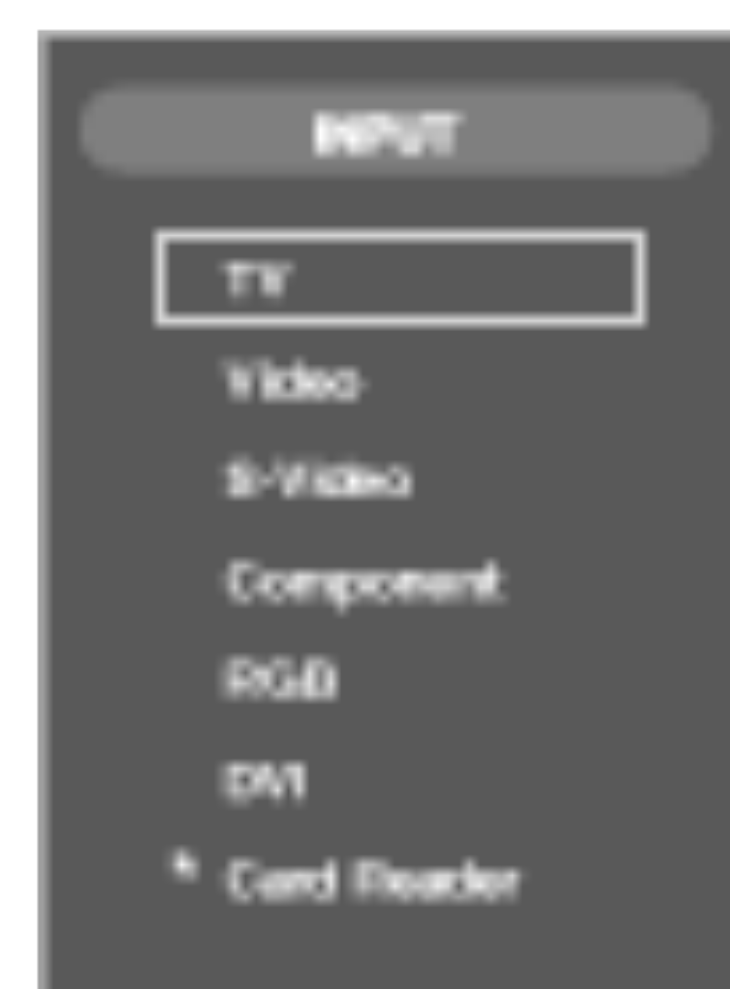 INPUT
TV
Video
S-Video
Component
RGB
DVI
* Card Reader